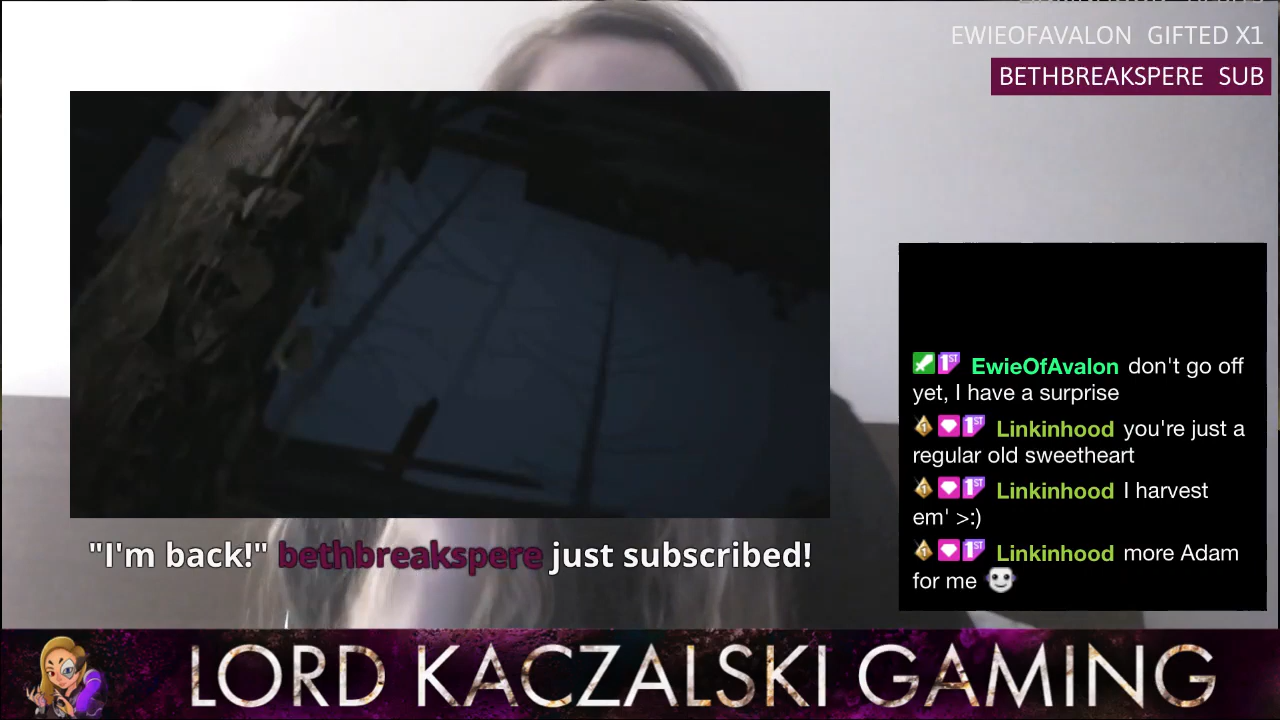 EWIEOFAVALON GIFTED X1
BETHBREAKSPERE SUB
EwieOfAvalon don't go off
yet, I have a surprise
Linkinhood you're just a
regular old sweetheart
Linkinhood I harvest
em' >:)
Linkinhood more Adam
for me
"I'm back!" bethbreakspere just subscribed!
LORD KACZALSKI GAMING